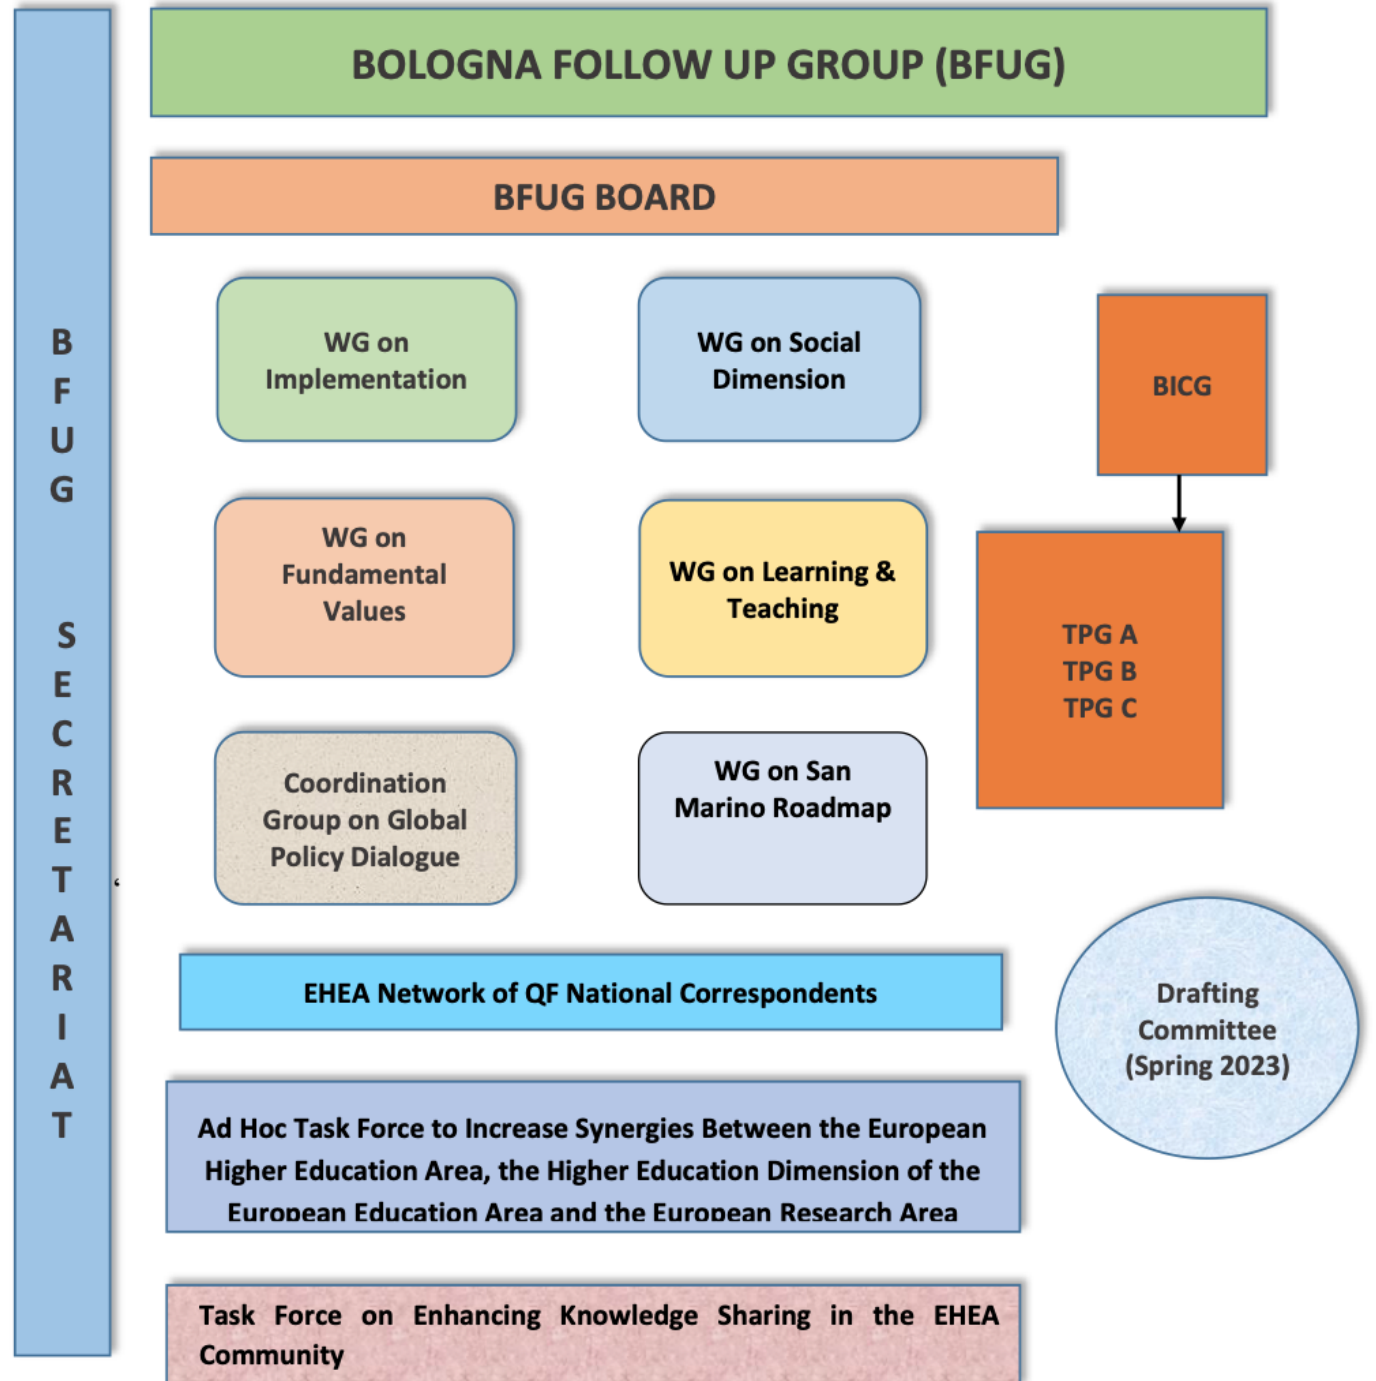 BOLOGNA FOLLOW UP GROUP (BFUG)
BFUG BOARD
B
F
U
G
S
E
C
R
E
T
A
R
I
A
T
WG on
Implementation
WG on Social
Dimension
BICG
WG on
Fundamental
Values
WG on Learning &
Teaching
TPG A
TPG B
TPG C
Coordination
Group on Global
Policy Dialogue
WG on San
Marino Roadmap
‘
EHEA Network of QF National Correspondents
Drafting
Committee
(Spring 2023)
Ad Hoc Task Force to Increase Synergies Between the European
Higher Education Area, the Higher Education Dimension of the
European Education Area and the European Research Area
Task Force on Enhancing Knowledge Sharing in the EHEA
Community